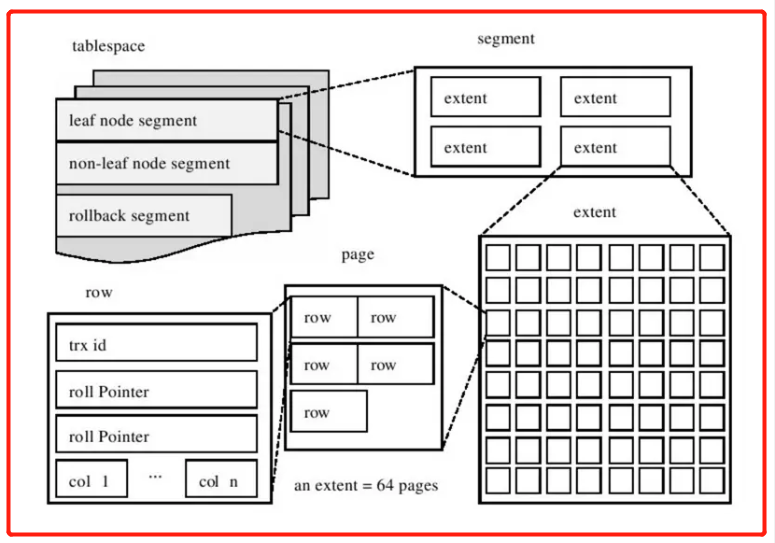 tablespace
leaf node segment
non-leaf node segment
rollback segment
segment
extent extent
extent extent
extent
page
row row
row row
row
an extent = 64 pages
row
trx id
roll Pointer
roll Pointer
col 1 ... col n